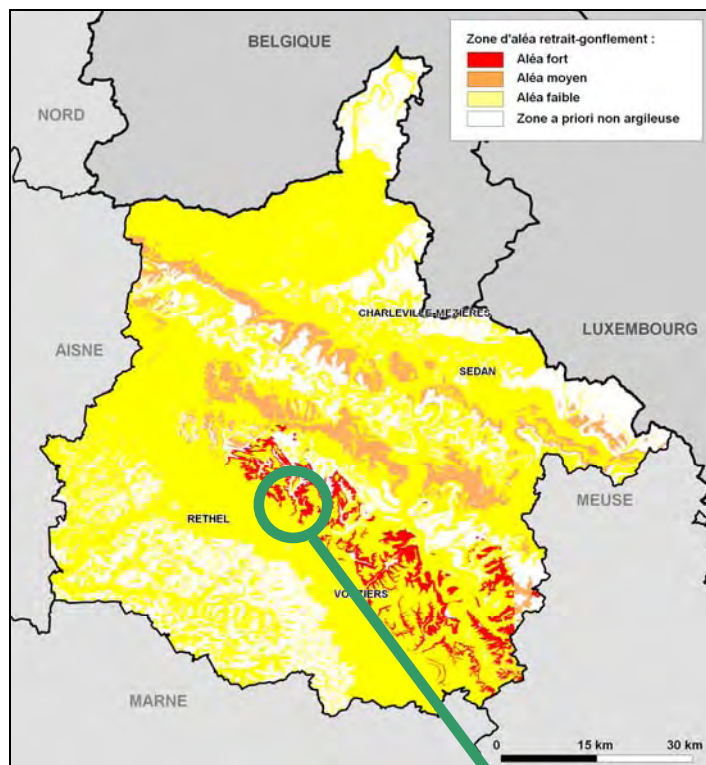 BELGIQUE
Zone d'aléa retrait-gonflement :
Aléa fort
Aléa moyen
Aléa faible
Zone a priori non argileuse
NORD
CHARLEVILLE-MEZIERES
LUXEMBOURG
AISNE
SEDAN
MEUSE
RETHEL
MARNE
0 15 km 30 km